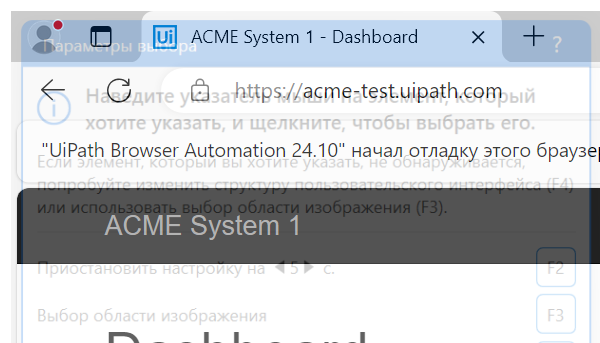 Параметры выбора
ACME System 1 - Dashboard
?
Наведите указатель мыши на элемент, который
https://acme-test.uipath.com
хотите указать, и щелкните, чтобы выбрать его.
"UiPath Browser Automation 24.10" начал отладку этого браузер
Если элемент, который вы хотите указать, не обнаруживается,
попробуйте изменить структуру пользовательского интерфейса (F4)
или использовать выбор области изображения (F3).
ACME System 1
Приостановить настройку на 5 с. F2
Выбор области изображения F3
Dashboard